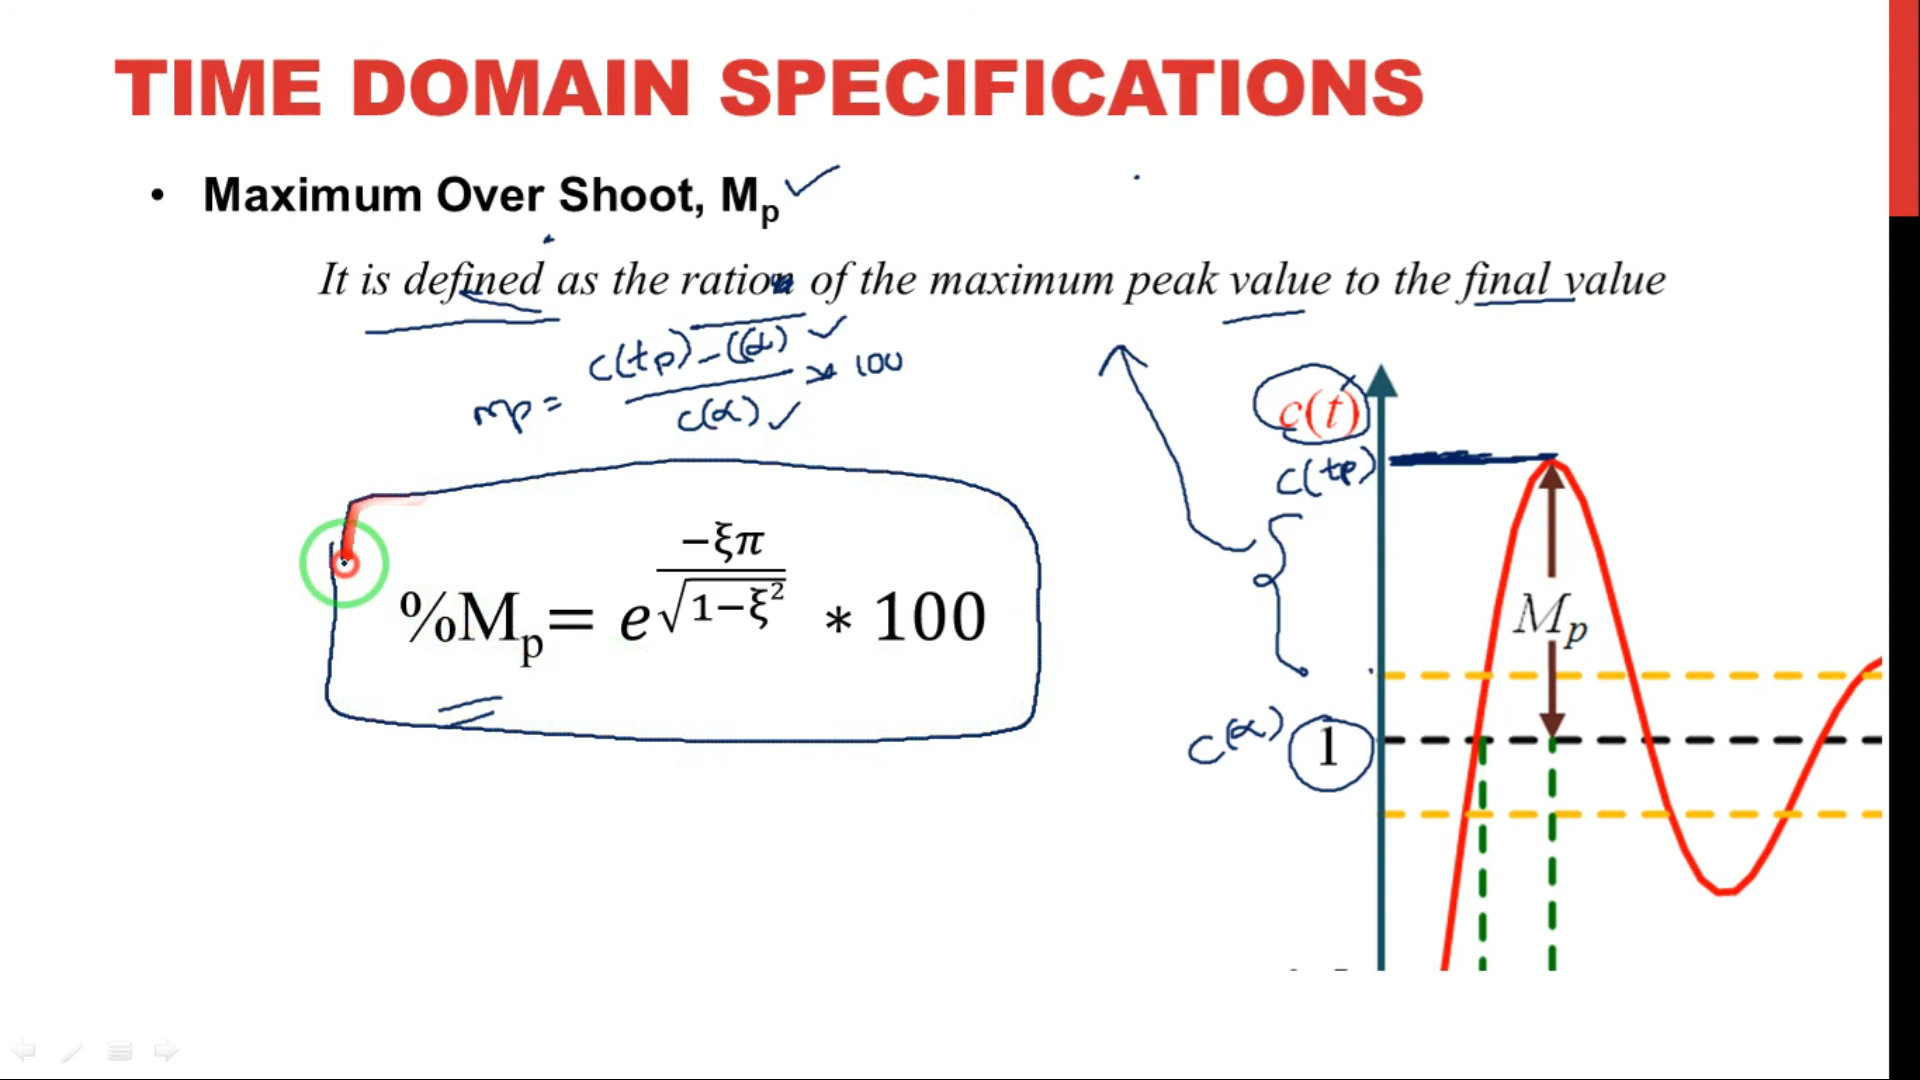 TIME DOMAIN SPECIFICATIONS
• Maximum Over Shoot, Mp
It is defined as the ration of the maximum peak value to the final value
mp = (c(tp) - c(α)) / c(α) × 100
%Mp = e^(-ξπ/√(1-ξ²)) * 100
c(t)
c(tp)
Mp
c(α) 1